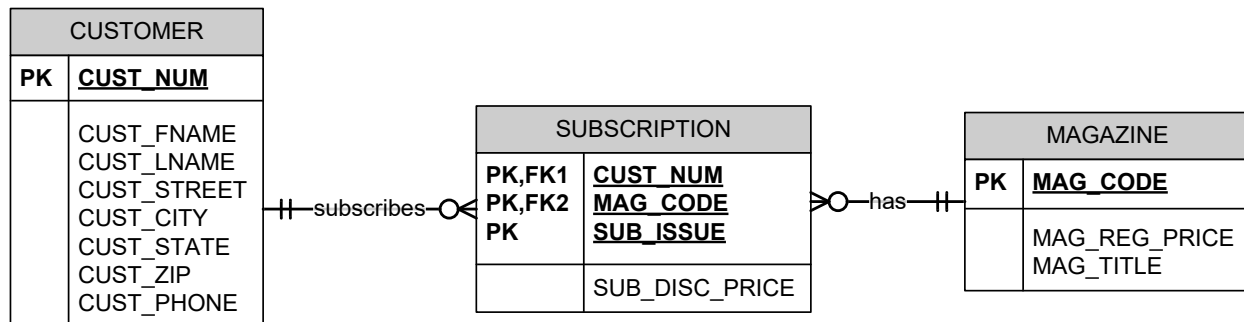 CUSTOMER
PK CUST_NUM
CUST_FNAME
CUST_LNAME
CUST_STREET
CUST_CITY
CUST_STATE
CUST_ZIP
CUST_PHONE
subscribes
SUBSCRIPTION
PK,FK1 CUST_NUM
PK,FK2 MAG_CODE
PK SUB_ISSUE
SUB_DISC_PRICE
has
MAGAZINE
PK MAG_CODE
MAG_REG_PRICE
MAG_TITLE